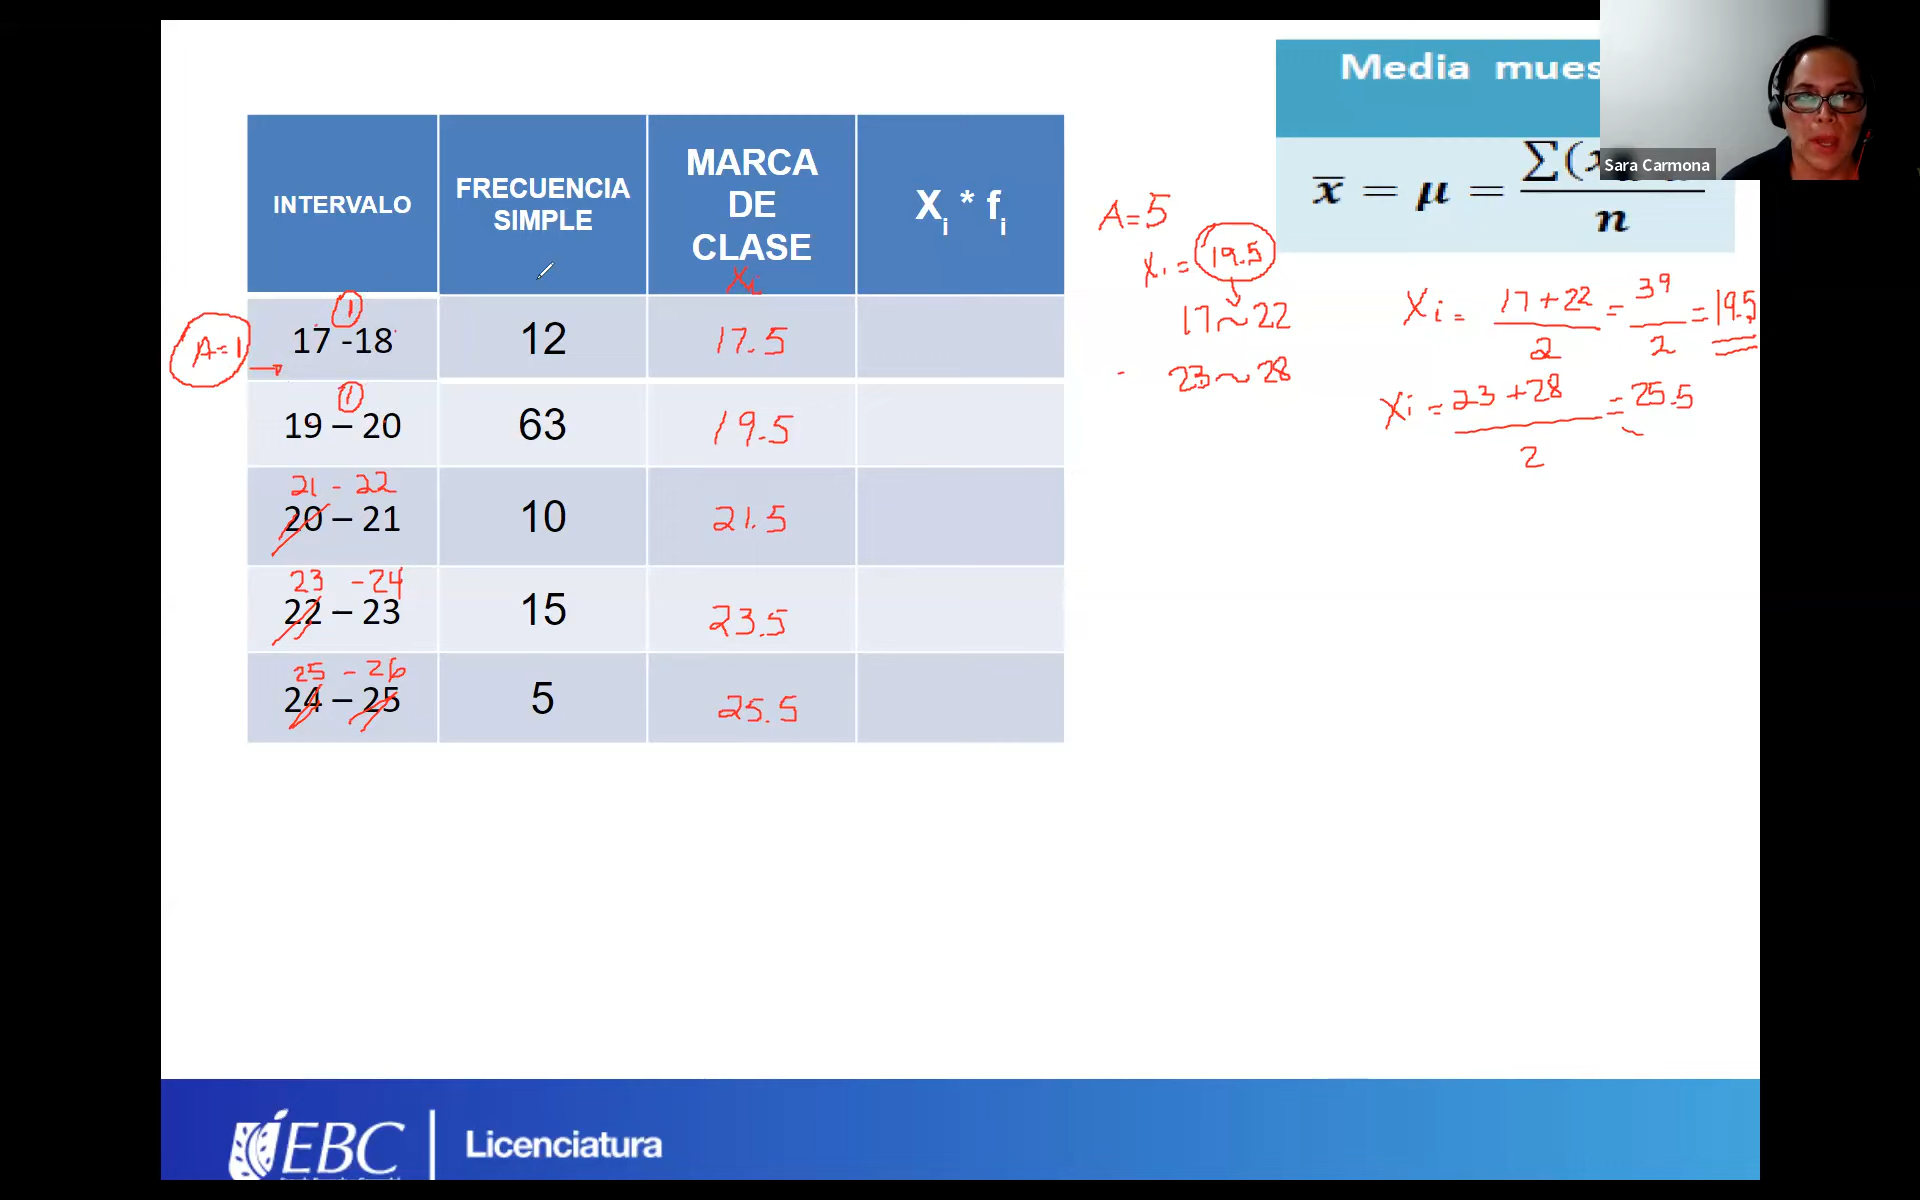 Media mues
Sara Carmona
x̄ = μ = Σ(x
n
INTERVALO
FRECUENCIA SIMPLE
MARCA DE CLASE
Xi
Xi * fi
A=1
1
17 -18
12
17.5
1
19 – 20
63
19.5
21 - 22
20 – 21
10
21.5
23 - 24
22 – 23
15
23.5
25 - 26
24 – 25
5
25.5
A=5
Xi = 19.5
17~22
23~28
Xi = 17+22 / 2 = 39 / 2 = 19.5
Xi = 23+28 / 2 = 25.5
EBC
Licenciatura